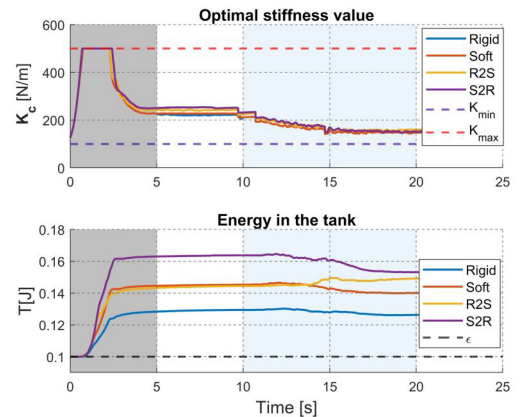 Optimal stiffness value
K_c [N/m]
600
400
200
0
0
5
10
15
20
25
Rigid
Soft
R2S
S2R
K_min
K_max
Energy in the tank
T[J]
0.18
0.16
0.14
0.12
0.1
0
5
10
15
20
25
Rigid
Soft
R2S
S2R
ϵ
Time [s]